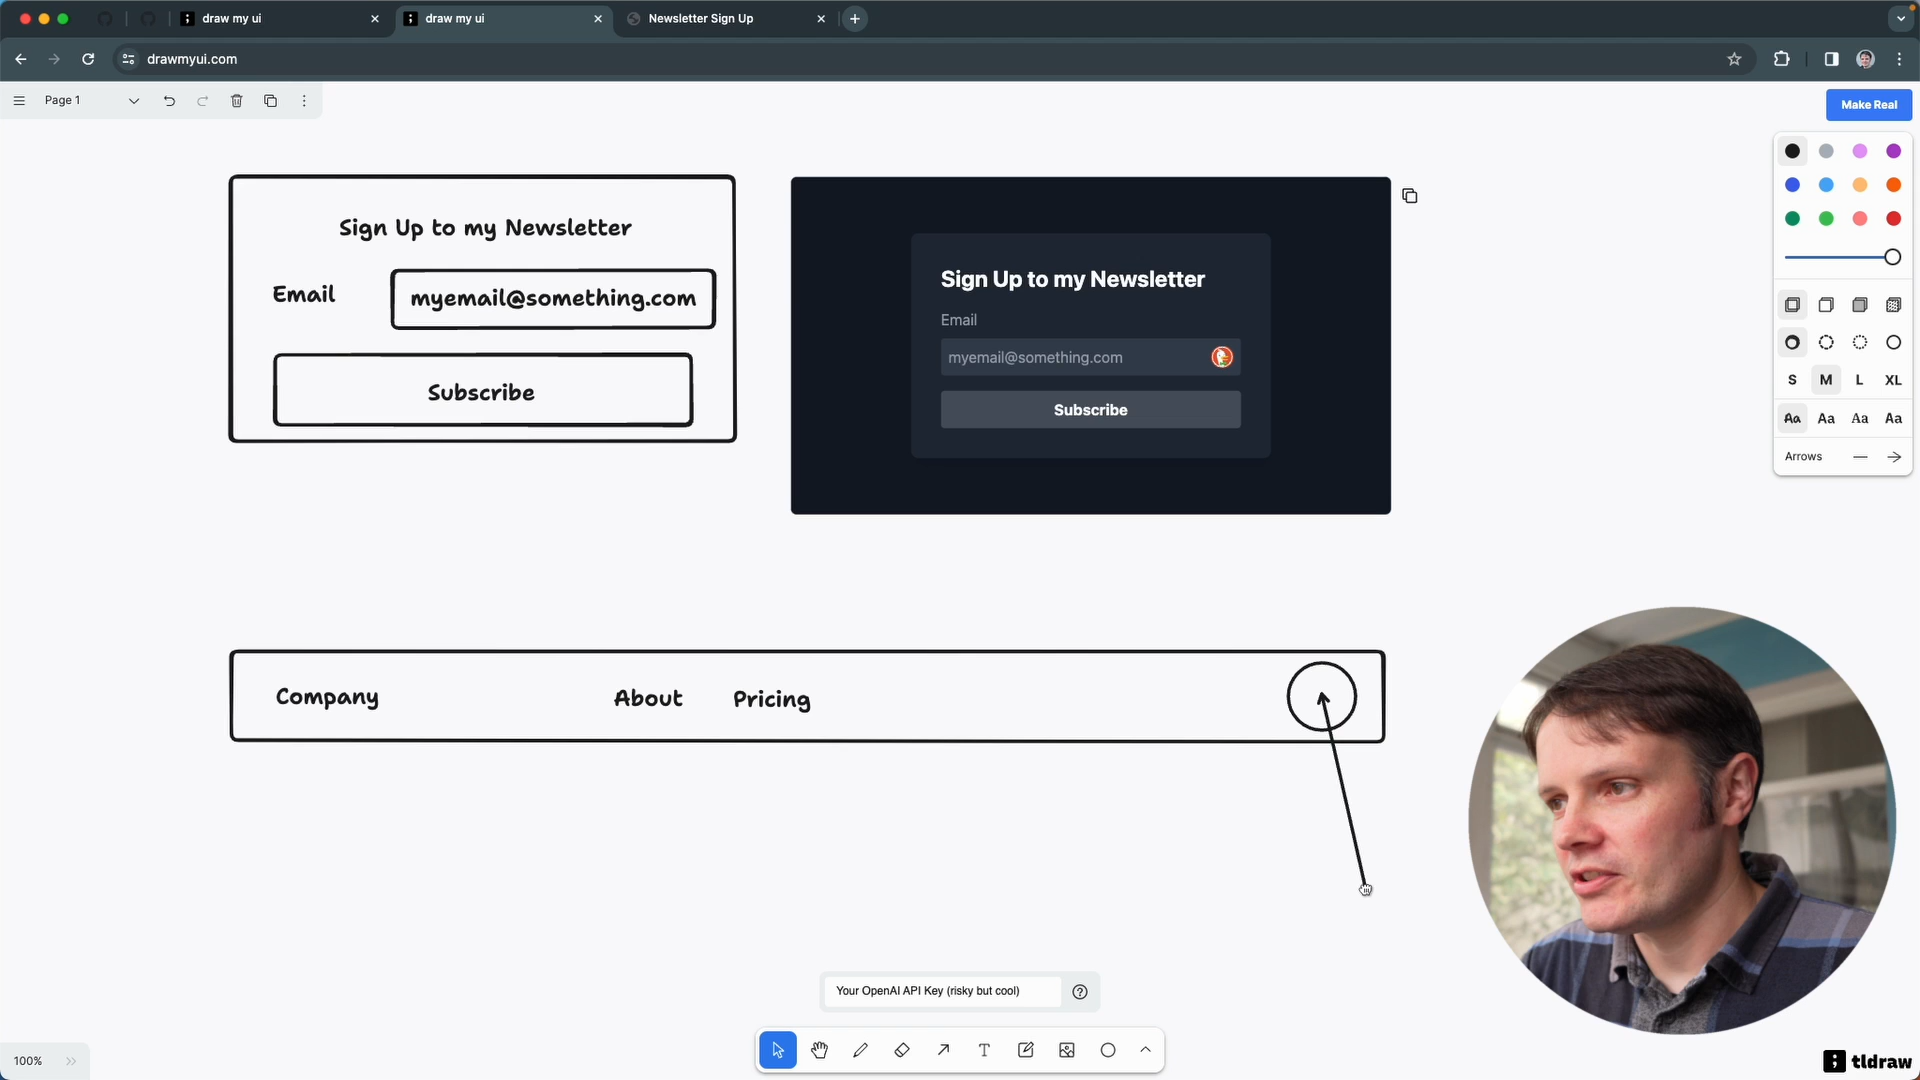 draw my ui
draw my ui
Newsletter Sign Up
drawmyui.com
Page 1
Make Real
Sign Up to my Newsletter
Email
myemail@something.com
Subscribe
Sign Up to my Newsletter
Email
myemail@something.com
Subscribe
S M L XL
Aa Aa Aa Aa
Arrows
Company About Pricing
Your OpenAI API Key (risky but cool)
100%
tldraw